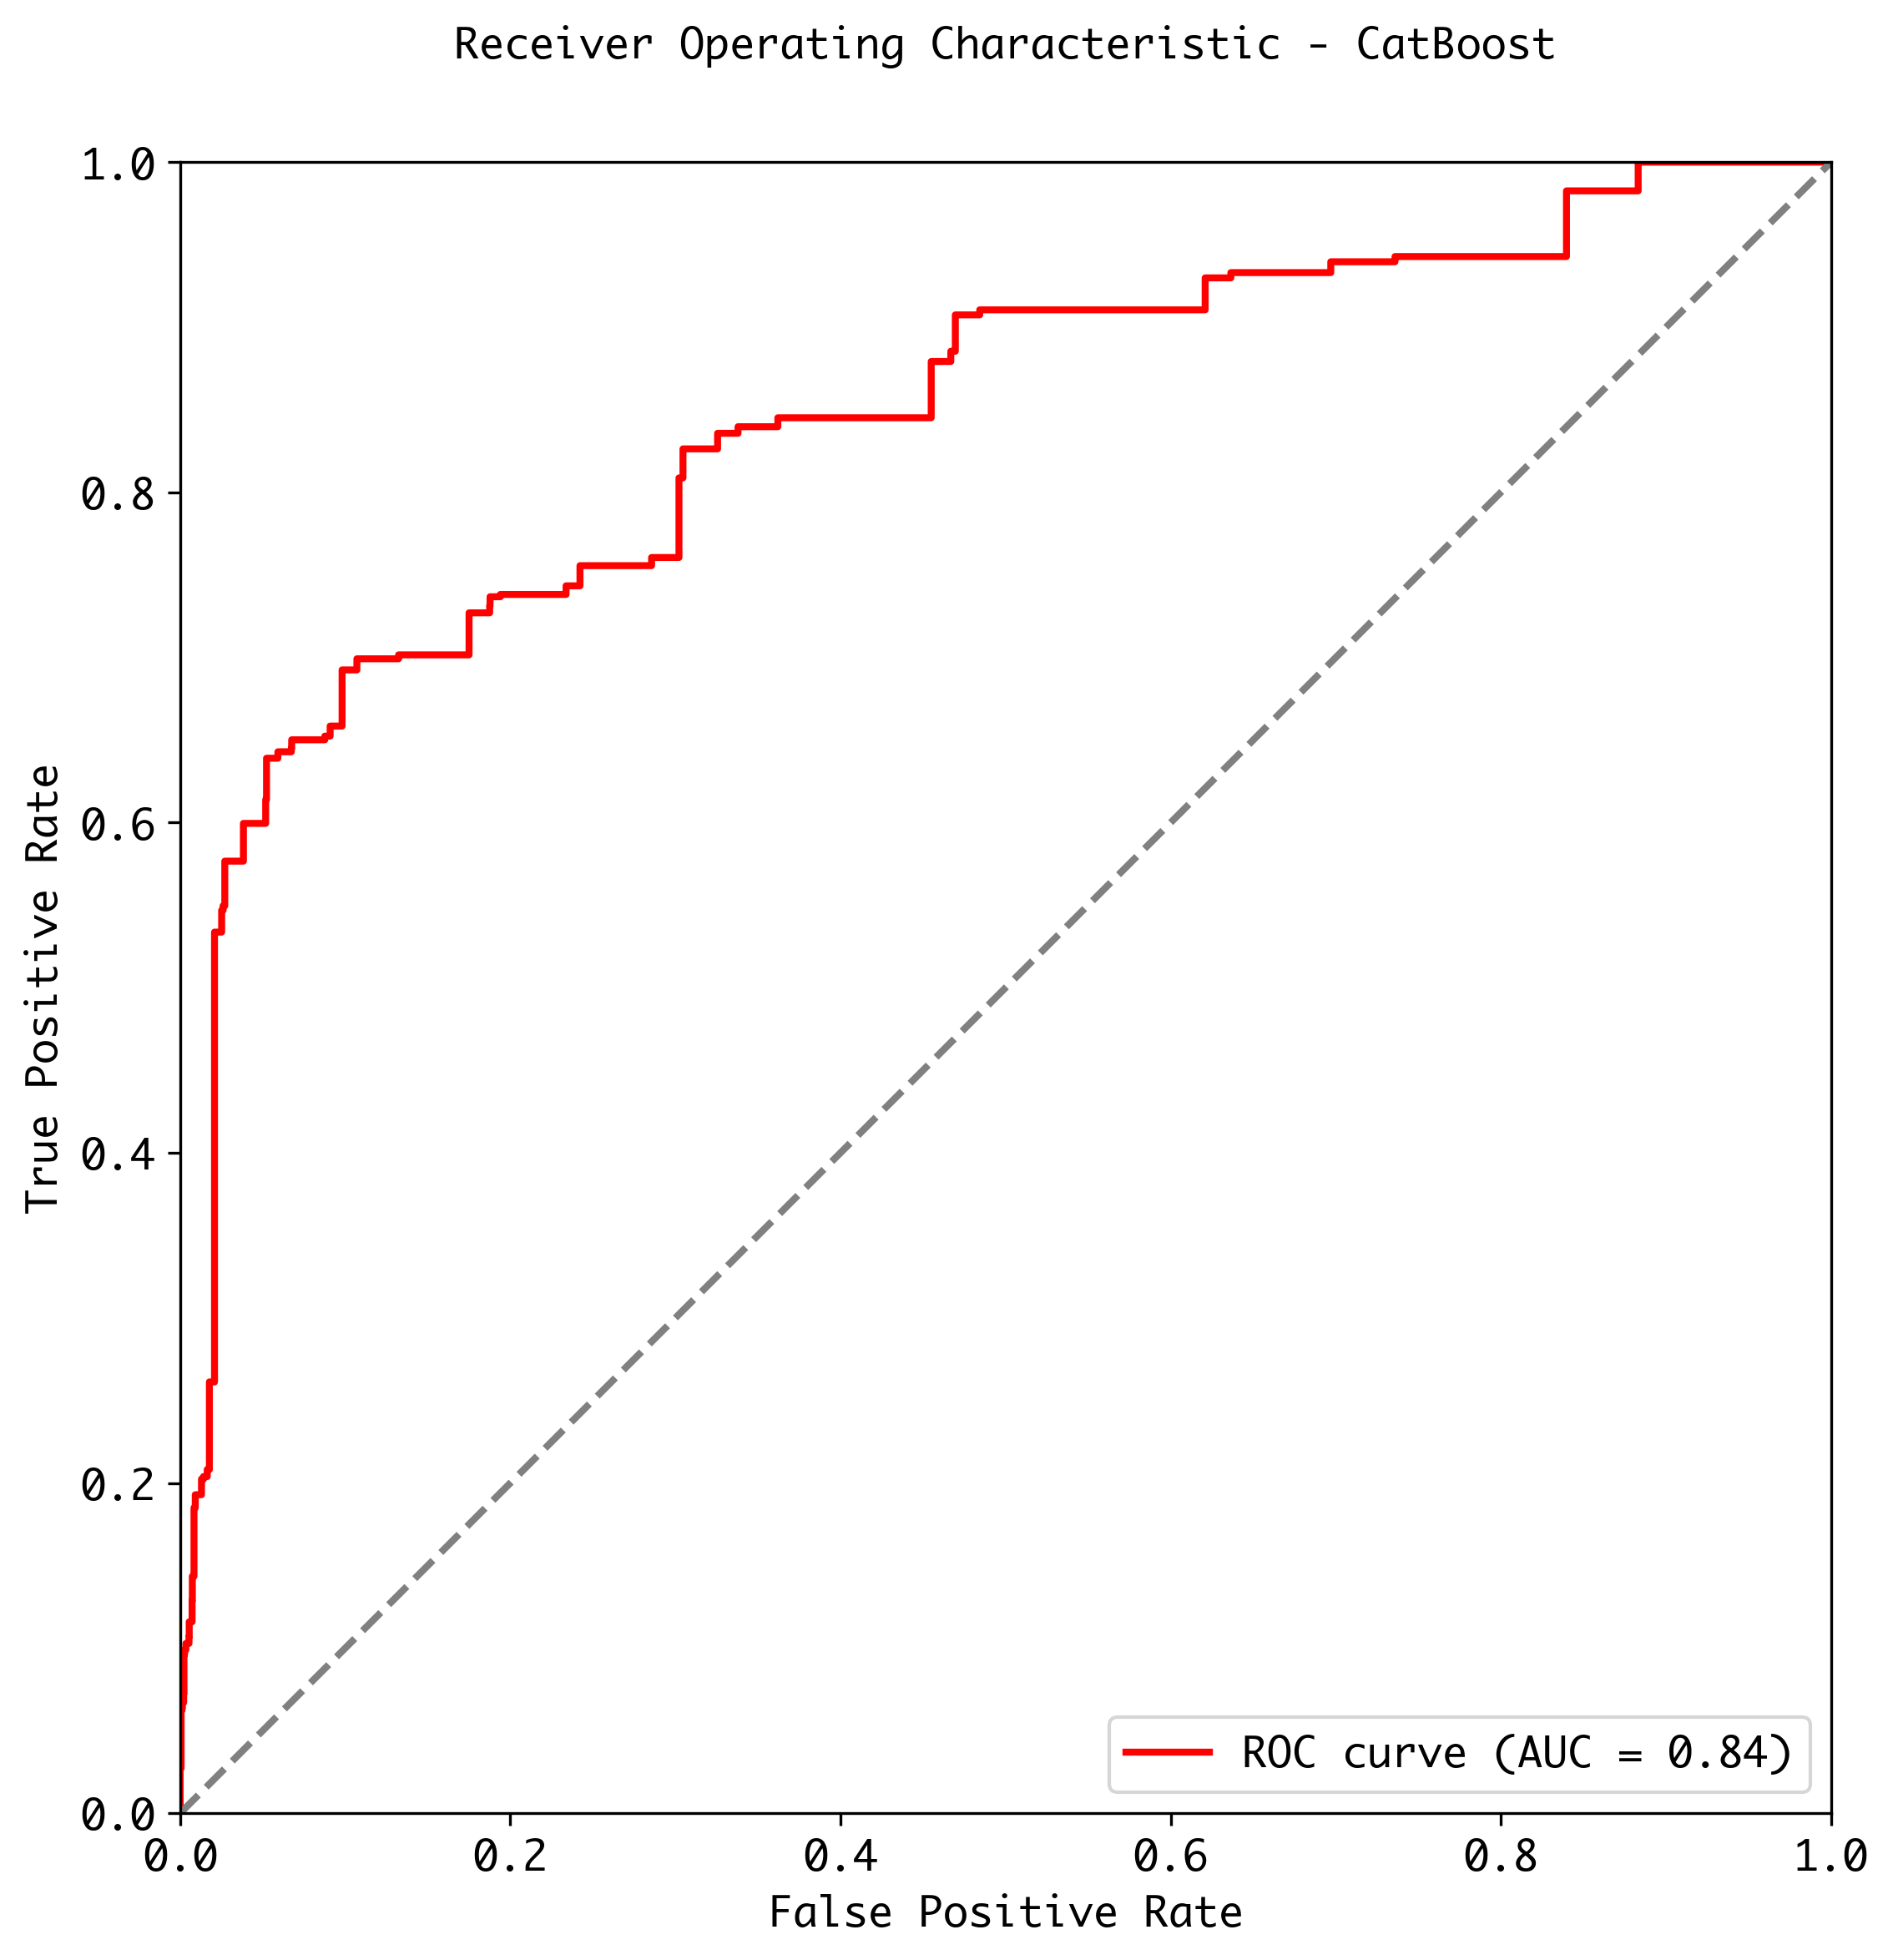 Receiver Operating Characteristic - CatBoost
1.0
0.8
0.6
0.4
0.2
0.0
True Positive Rate
ROC curve (AUC = 0.84)
0.0 0.2 0.4 0.6 0.8 1.0
False Positive Rate